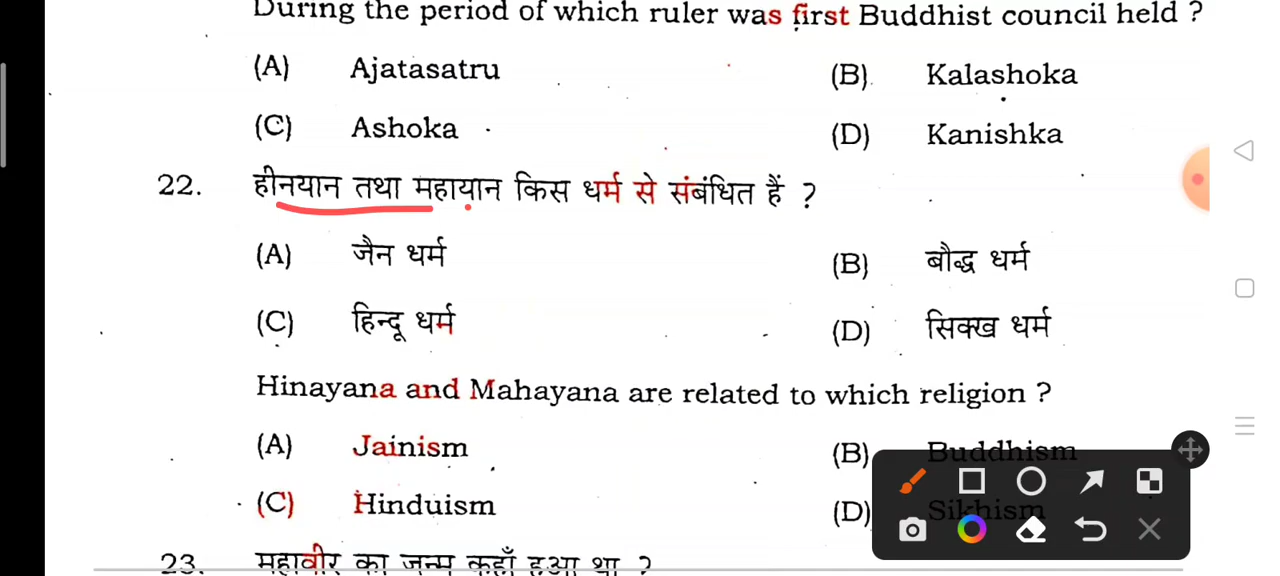 During the period of which ruler was first Buddhist council held ?
(A) Ajatasatru (B) Kalashoka
(C) Ashoka (D) Kanishka
22. हीनयान तथा महायान किस धर्म से संबंधित हैं ?
(A) जैन धर्म (B) बौद्ध धर्म
(C) हिन्दू धर्म (D) सिक्ख धर्म
Hinayana and Mahayana are related to which religion ?
(A) Jainism (B) Buddhism
(C) Hinduism (D) Sikhism
23. महावीर का जन्म कहाँ हुआ था ?